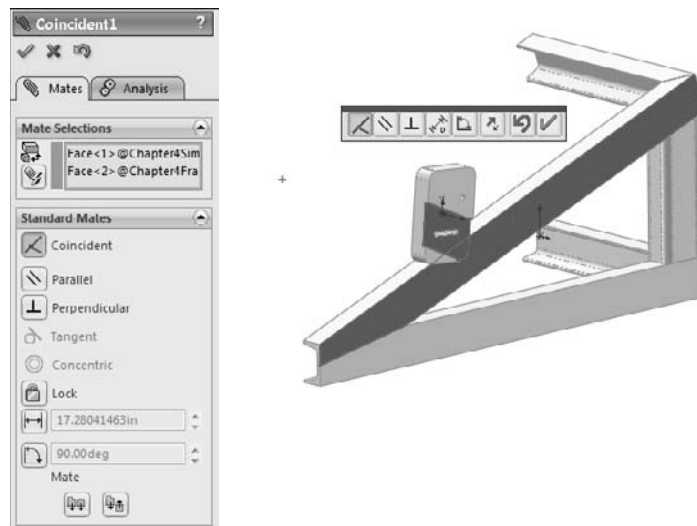 Coincident1 ?
Mates Analysis
Mate Selections
Face<1>@Chapter4Sim
Face<2>@Chapter4Fra
Standard Mates
Coincident
Parallel
Perpendicular
Tangent
Concentric
Lock
17.28041463in
90.00deg
Mate